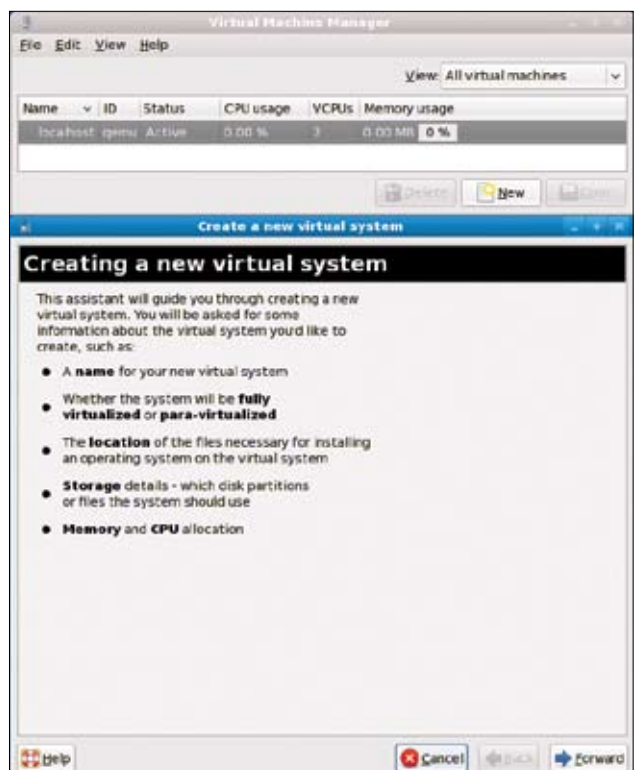 Virtual Machine Manager
File Edit View Help
View: All virtual machines
Name ID Status CPU usage VCPUs Memory usage
localhost qemu Active 0.00 % 3 0.00 MB 0 %
Delete New Open
Create a new virtual system
Creating a new virtual system
This assistant will guide you through creating a new
virtual system. You will be asked for some
information about the virtual system you'd like to
create, such as:
● A name for your new virtual system
● Whether the system will be fully
virtualized or para-virtualized
● The location of the files necessary for installing
an operating system on the virtual system
● Storage details - which disk partitions
or files the system should use
● Memory and CPU allocation
Help Cancel Back Forward